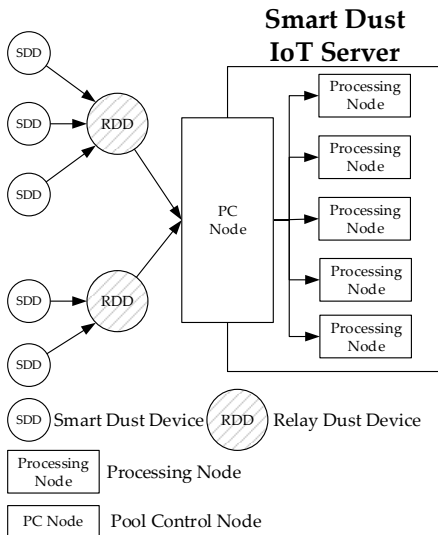 Smart Dust
IoT Server
SDD
SDD
SDD
RDD
SDD
SDD
RDD
PC
Node
Processing
Node
Processing
Node
Processing
Node
Processing
Node
Processing
Node
SDD Smart Dust Device
RDD Relay Dust Device
Processing
Node
Processing Node
PC Node
Pool Control Node